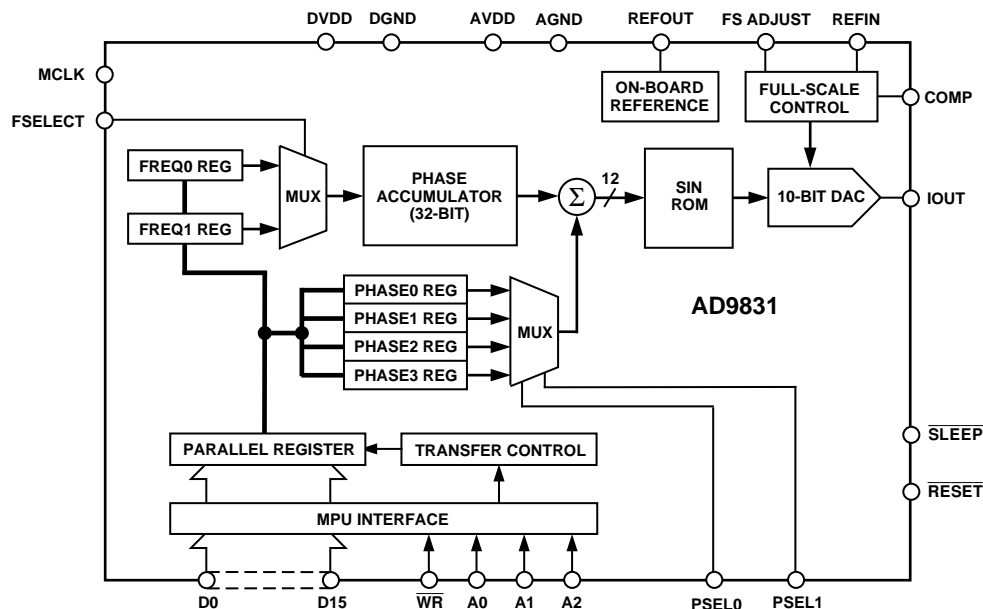 DVDD DGND AVDD AGND REFOUT FS ADJUST REFIN
MCLK
FSELECT
ON-BOARD
REFERENCE
FULL-SCALE
CONTROL
COMP
FREQ0 REG
FREQ1 REG
MUX
PHASE
ACCUMULATOR
(32-BIT)
Σ
12
SIN
ROM
10-BIT DAC
IOUT
PHASE0 REG
PHASE1 REG
PHASE2 REG
PHASE3 REG
MUX
AD9831
PARALLEL REGISTER
TRANSFER CONTROL
SLEEP
RESET
MPU INTERFACE
D0 D15 WR A0 A1 A2 PSEL0 PSEL1